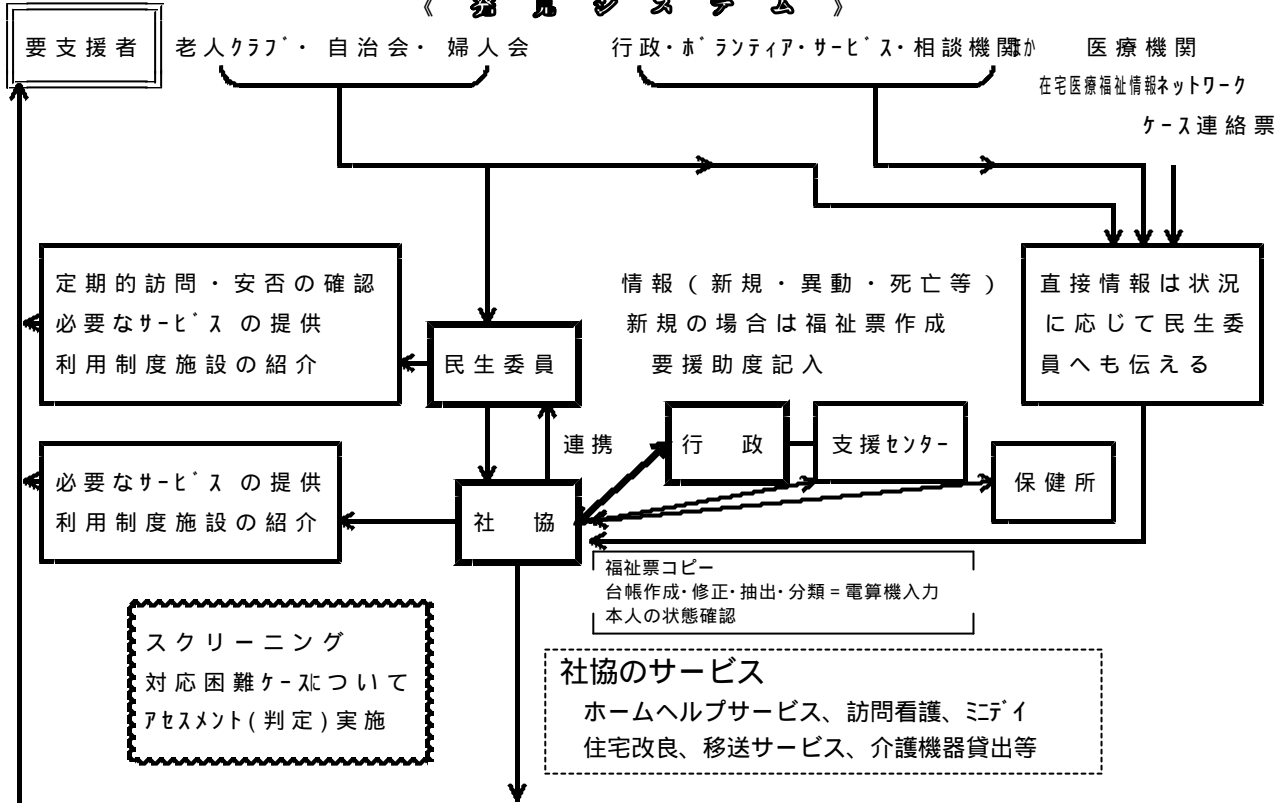 《 発見システム 》
要支援者
老人クラブ・自治会・婦人会
行政・ボランティア・サービス・相談機関ほか
医療機関
在宅医療福祉情報ネットワーク
ケース連絡票
定期的訪問・安否の確認
必要なサービスの提供
利用制度施設の紹介
民生委員
情報(新規・異動・死亡等)
新規の場合は福祉票作成
要援助度記入
直接情報は状況
に応じて民生委
員へも伝える
連携
行 政
支援センター
保健所
必要なサービスの提供
利用制度施設の紹介
社 協
福祉票コピー
台帳作成・修正・抽出・分類=電算機入力
本人の状態確認
スクリーニング
対応困難ケースについて
アセスメント(判定)実施
社協のサービス
ホームヘルプサービス、訪問看護、ミニデイ
住宅改良、移送サービス、介護機器貸出等